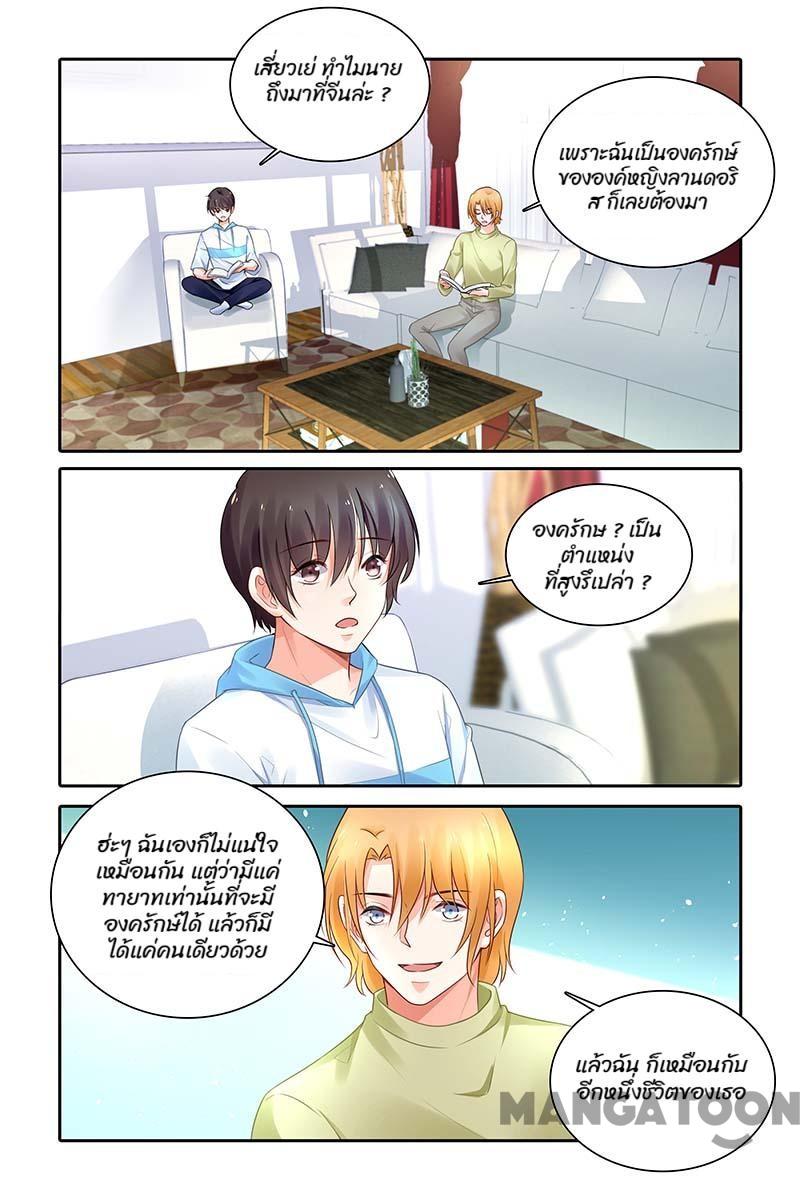 เสี่ยวเย่ ทำไมนาย
ถึงมาที่จีนล่ะ ?
เพราะฉันเป็นองครักษ์
ขององค์หญิงลานดอริ
ส ก็เลยต้องมา
องครักษ ? เป็น
ตำแหน่ง
ที่สูงรึเปล่า ?
ฮ่ะๆ ฉันเองก็ไม่แน่ใจ
เหมือนกัน แต่ว่ามีแค่
ทายาทเท่านั้นที่จะมี
องครักษ์ได้ แล้วก็มี
ได้แค่คนเดียวด้วย
แล้วฉัน ก็เหมือนกับ
อีกหนึ่งชีวิตของเธอ
MANGATOON